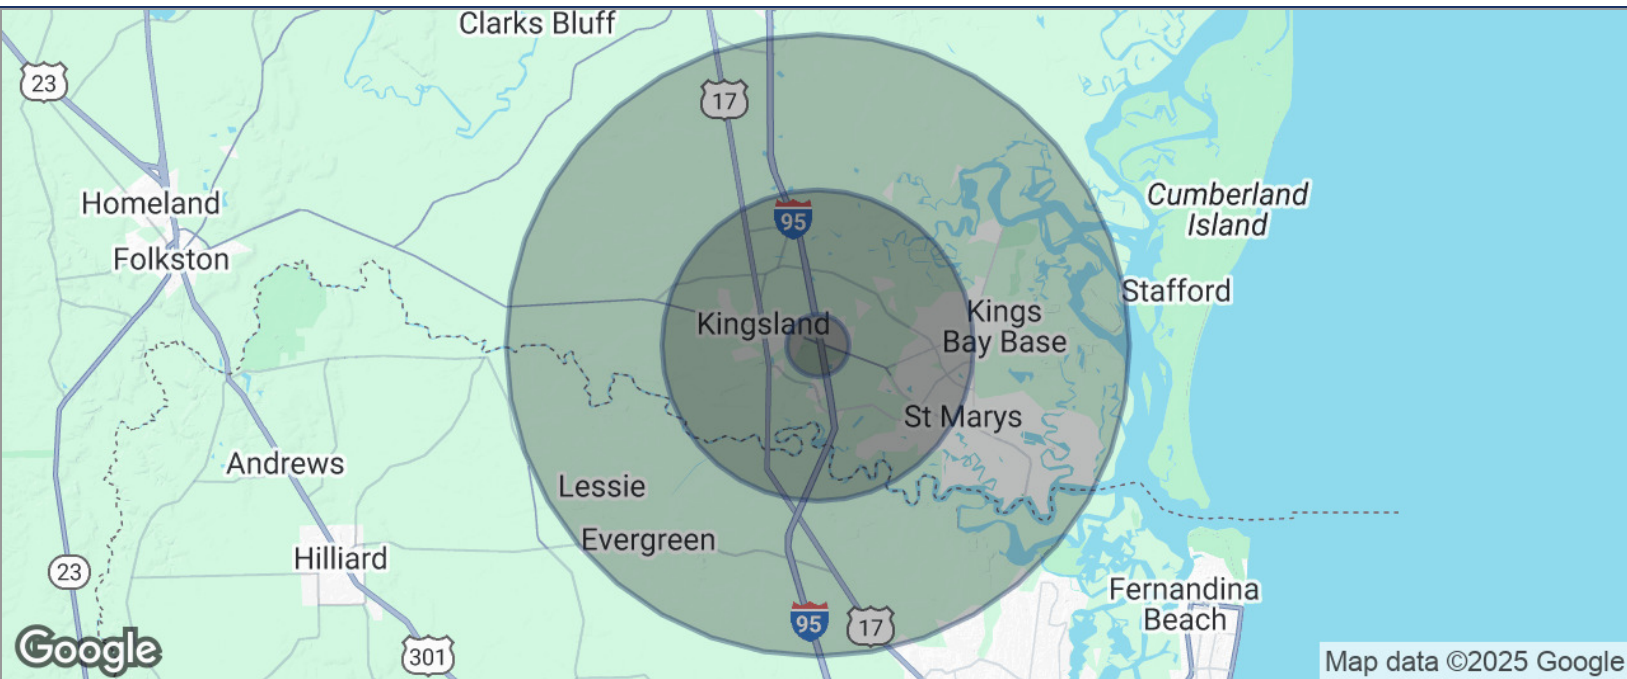 Clarks Bluff
23
17
Homeland
Cumberland
Island
95
Folkston
Stafford
Kingsland
Kings
Bay Base
St Marys
Andrews
Lessie
Evergreen
Hilliard
23
Fernandina
Beach
95
17
301
Google
Map data ©2025 Google